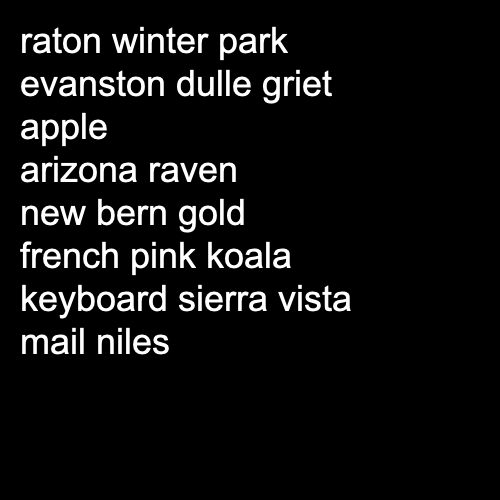 raton winter park
evanston dulle griet
apple
arizona raven
new bern gold
french pink koala
keyboard sierra vista
mail niles